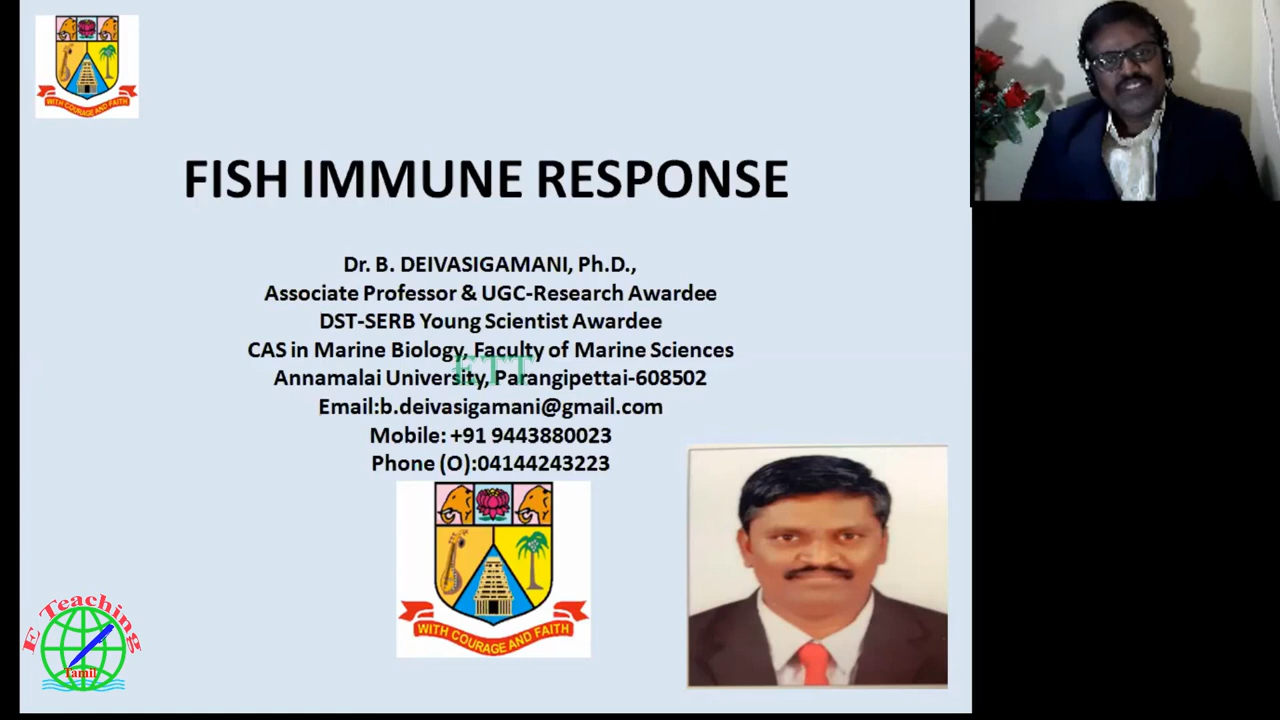 WITH COURAGE AND FAITH
FISH IMMUNE RESPONSE
Dr. B. DEIVASIGAMANI, Ph.D.,
Associate Professor & UGC-Research Awardee
DST-SERB Young Scientist Awardee
CAS in Marine Biology, Faculty of Marine Sciences
ETT
Annamalai University, Parangipettai-608502
Email:b.deivasigamani@gmail.com
Mobile: +91 9443880023
Phone (O):04144243223
WITH COURAGE AND FAITH
E Teaching
Tamil